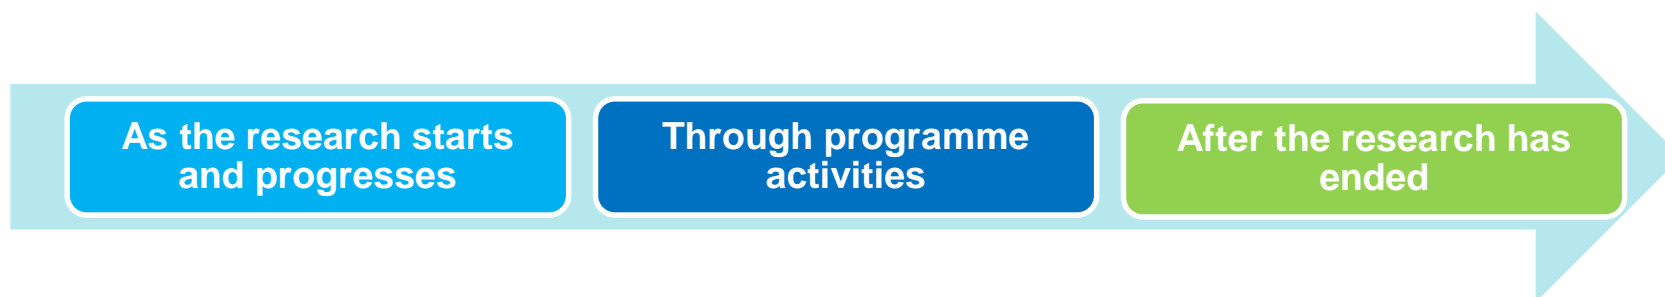 As the research starts
and progresses
Through programme
activities
After the research has
ended